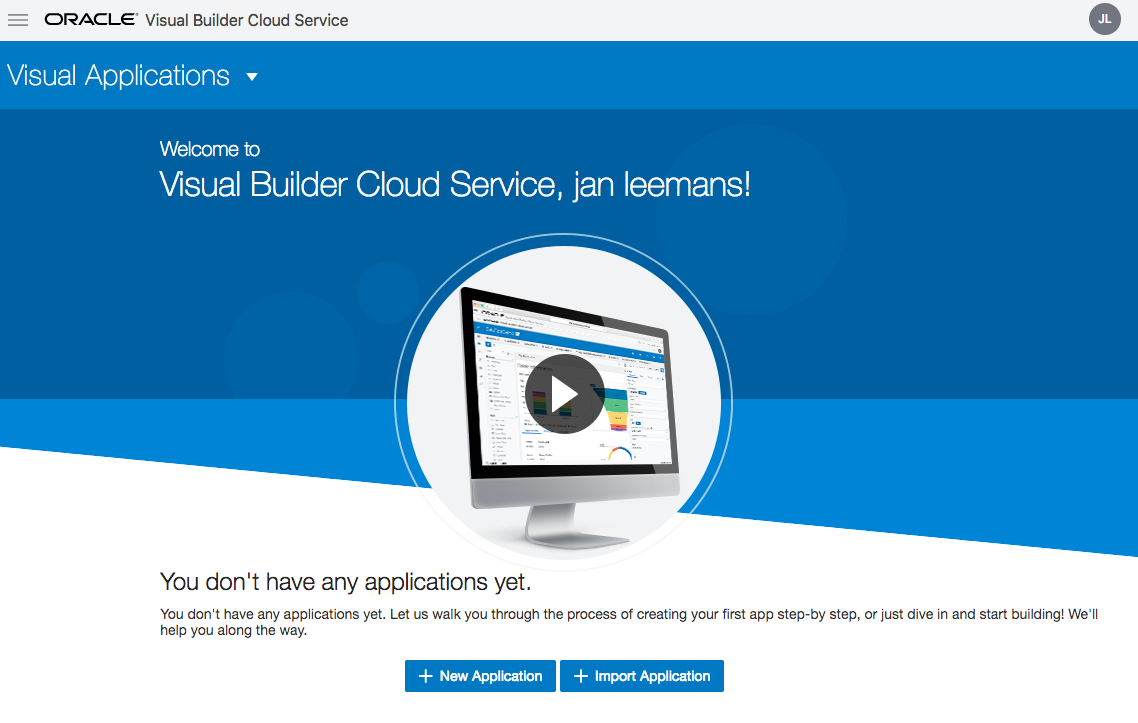 ORACLE® Visual Builder Cloud Service
JL
Visual Applications
Welcome to
Visual Builder Cloud Service, jan leemans!
You don't have any applications yet.
You don't have any applications yet. Let us walk you through the process of creating your first app step-by step, or just dive in and start building! We'll
help you along the way.
New Application
Import Application